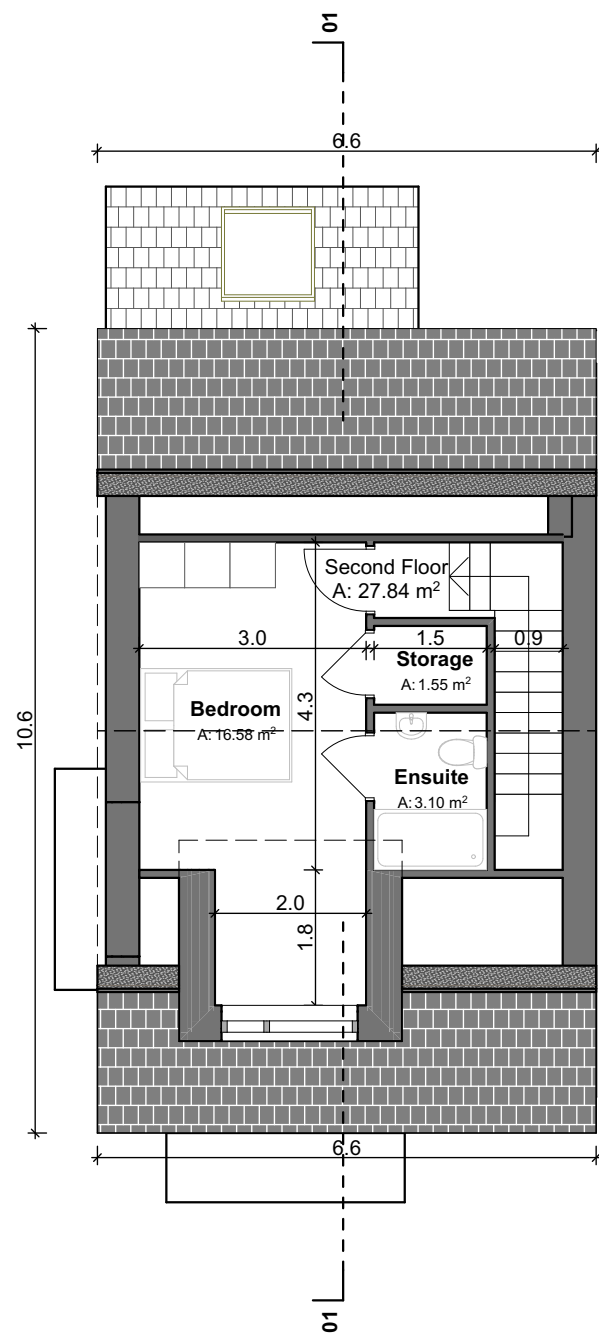 01
6.6
Second Floor
A: 27.84 m²
3.0
1.5
0.9
Storage
A: 1.55 m²
4.3
Bedroom
A: 16.58 m²
10.6
Ensuite
A: 3.10 m²
2.0
1.8
6.6
01